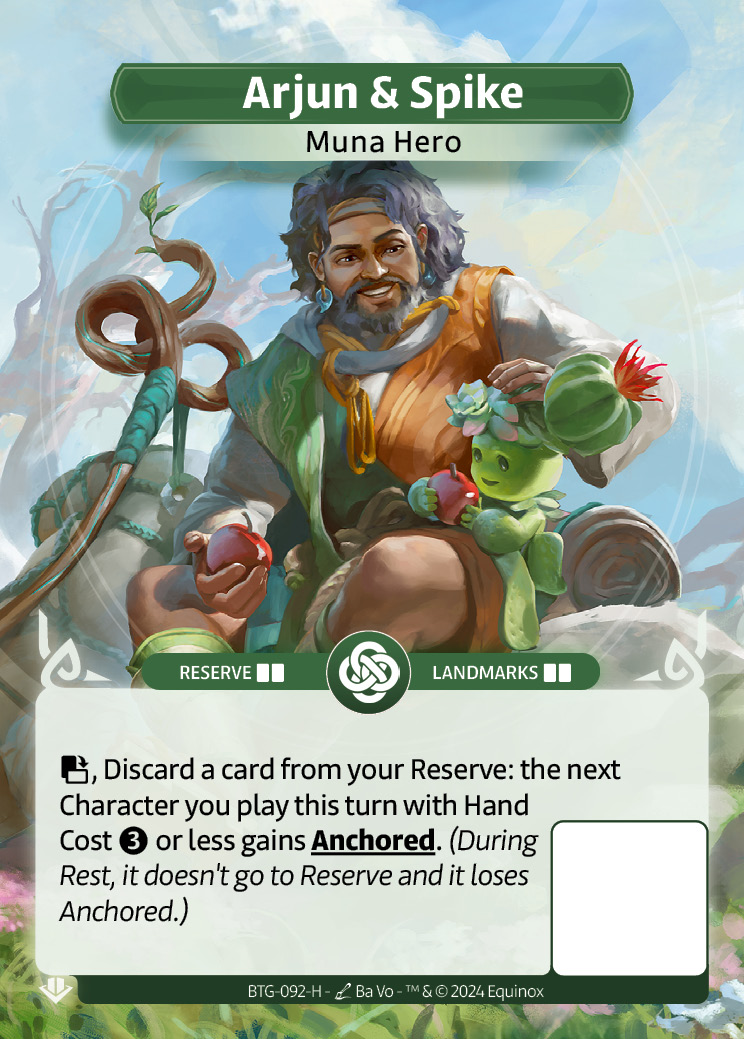 Arjun & Spike
Muna Hero
RESERVE
LANDMARKS
, Discard a card from your Reserve: the next
Character you play this turn with Hand
Cost 3 or less gains Anchored. (During
Rest, it doesn't go to Reserve and it loses
Anchored.)
BTG-092-H - Ba Vo - ™ & © 2024 Equinox